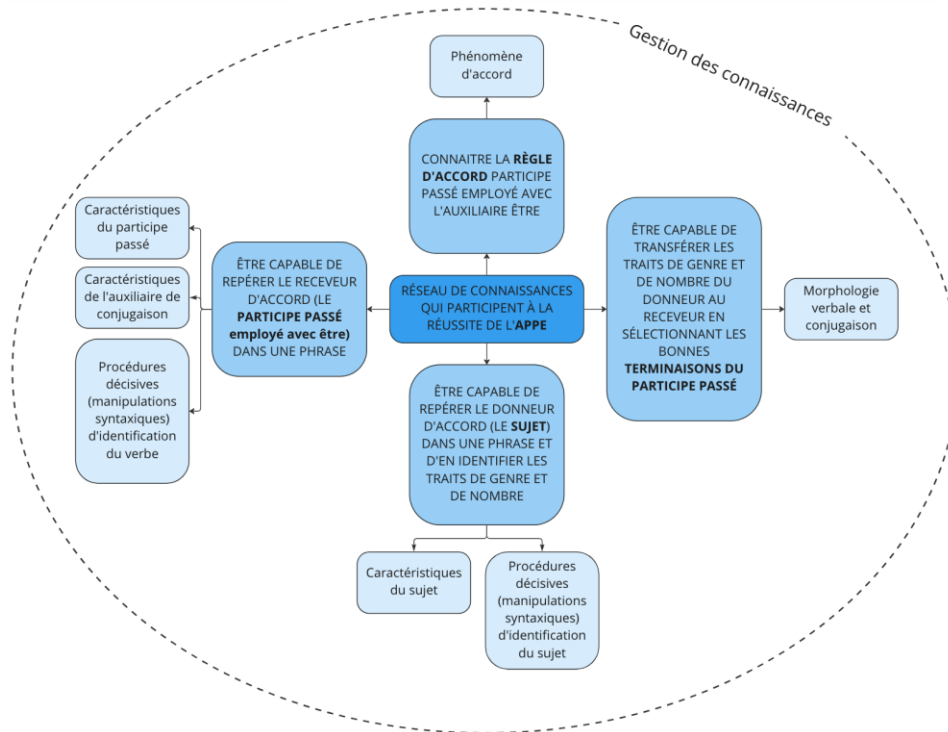 Gestion des connaissances
Phénomène
d'accord
CONNAITRE LA RÈGLE
D'ACCORD PARTICIPE
PASSÉ EMPLOYÉ AVEC
L'AUXILIAIRE ÊTRE
Caractéristiques
du participe
passé
Caractéristiques
de l'auxiliaire de
conjugaison
Procédures
décisives
(manipulations
syntaxiques)
d'identification
du verbe
ÊTRE CAPABLE DE
REPÉRER LE RECEVEUR
D'ACCORD (LE
PARTICIPE PASSÉ
employé avec être)
DANS UNE PHRASE
RÉSEAU DE CONNAISSANCES
QUI PARTICIPENT À LA
RÉUSSITE DE L'APPE
ÊTRE CAPABLE DE
TRANSFÉRER LES
TRAITS DE GENRE ET
DE NOMBRE DU
DONNEUR AU
RECEVEUR EN
SÉLECTIONNANT LES
BONNES
TERMINAISONS DU
PARTICIPE PASSÉ
Morphologie
verbale et
conjugaison
ÊTRE CAPABLE DE
REPÉRER LE DONNEUR
D'ACCORD (LE SUJET)
DANS UNE PHRASE ET
D'EN IDENTIFIER LES
TRAITS DE GENRE ET
DE NOMBRE
Caractéristiques
du sujet
Procédures
décisives
(manipulations
syntaxiques)
d'identification
du sujet